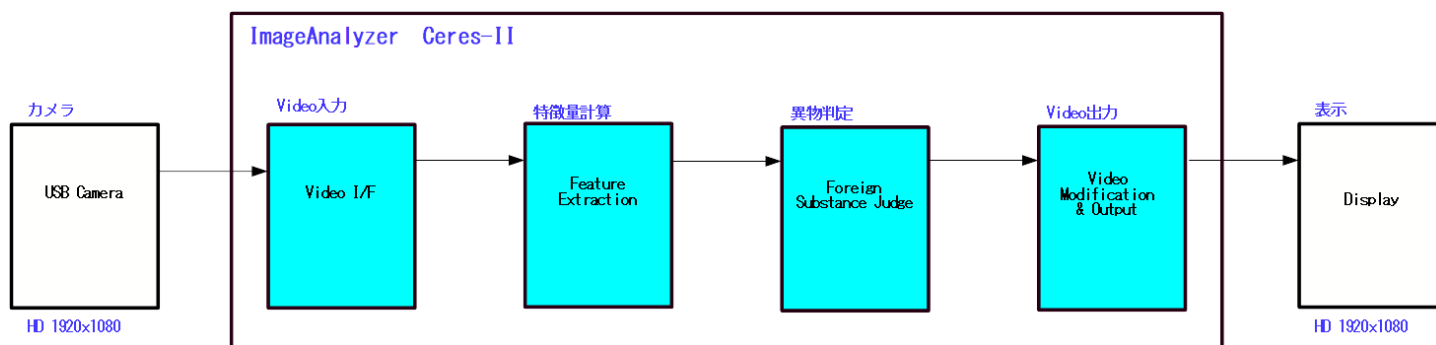 ImageAnalyzer Ceres-II
カメラ
USB Camera
HD 1920x1080
Video入力
Video I/F
特徴量計算
Feature
Extraction
異物判定
Foreign
Substance Judge
Video出力
Video
Modification
& Output
表示
Display
HD 1920x1080